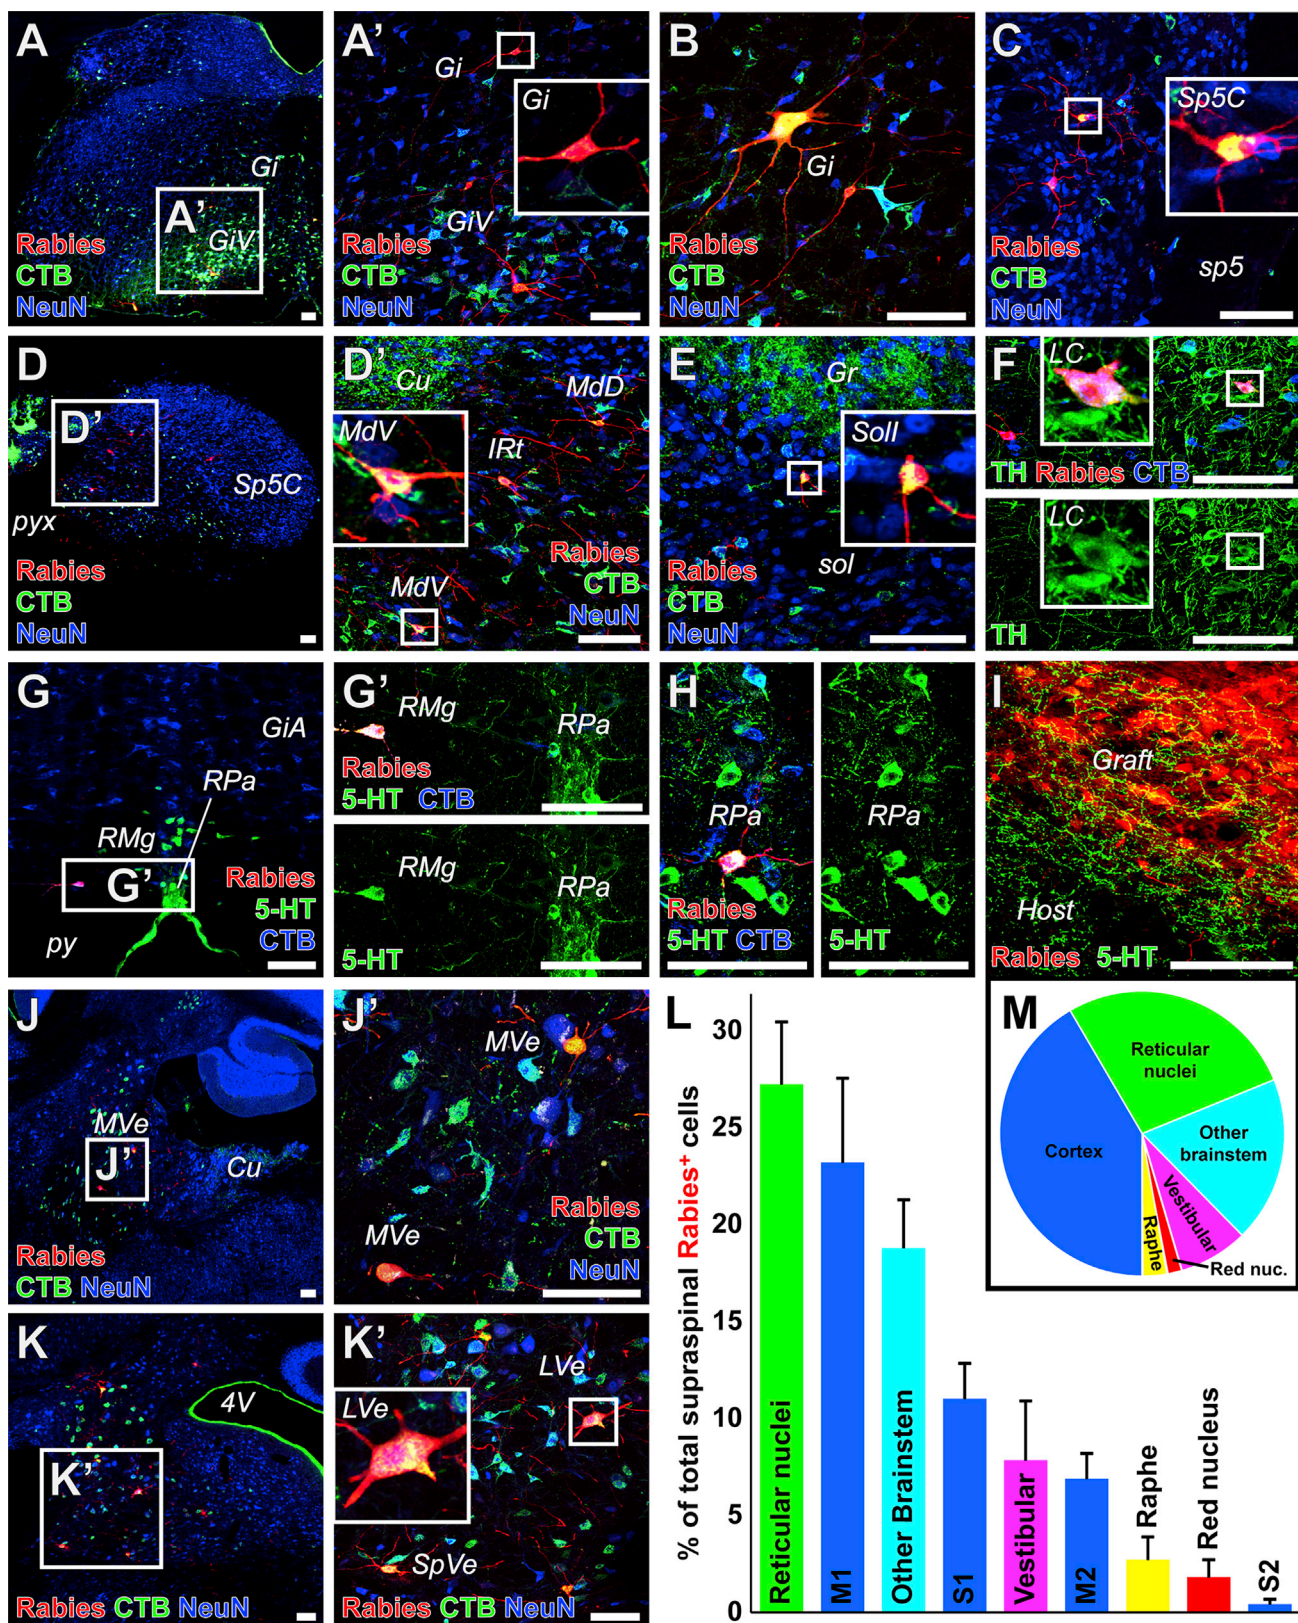 A
Gi
A’
GiV
Rabies
CTB
NeuN
A’
Gi
Gi
GiV
Rabies
CTB
NeuN
B
Gi
Rabies
CTB
NeuN
C
Sp5C
Rabies
CTB
NeuN
sp5
D
D’
Sp5C
pyx
Rabies
CTB
NeuN
D’
Cu
MdD
MdV
IRt
Rabies
CTB
NeuN
MdV
E
Gr
SolI
Rabies
CTB
NeuN
sol
F
LC
TH Rabies CTB
LC
TH
G
GiA
RPa
RMg
G’
Rabies
5-HT
CTB
py
G’
RMg
RPa
Rabies
5-HT CTB
RMg
RPa
5-HT
H
RPa
Rabies
5-HT CTB
RPa
5-HT
I
Graft
Host
Rabies 5-HT
J
MVe
J’
Cu
Rabies
CTB NeuN
J’
MVe
MVe
Rabies
CTB
NeuN
K
4V
K’
Rabies CTB NeuN
K’
LVe
LVe
SpVe
Rabies CTB NeuN
L
% of total supraspinal Rabies+ cells
30
25
20
15
10
5
0
Reticular nuclei
M1
Other Brainstem
S1
Vestibular
M2
Raphe
Red nucleus
S2
M
Reticular
nuclei
Other
brainstem
Cortex
Vestibular
Raphe
Red nuc.